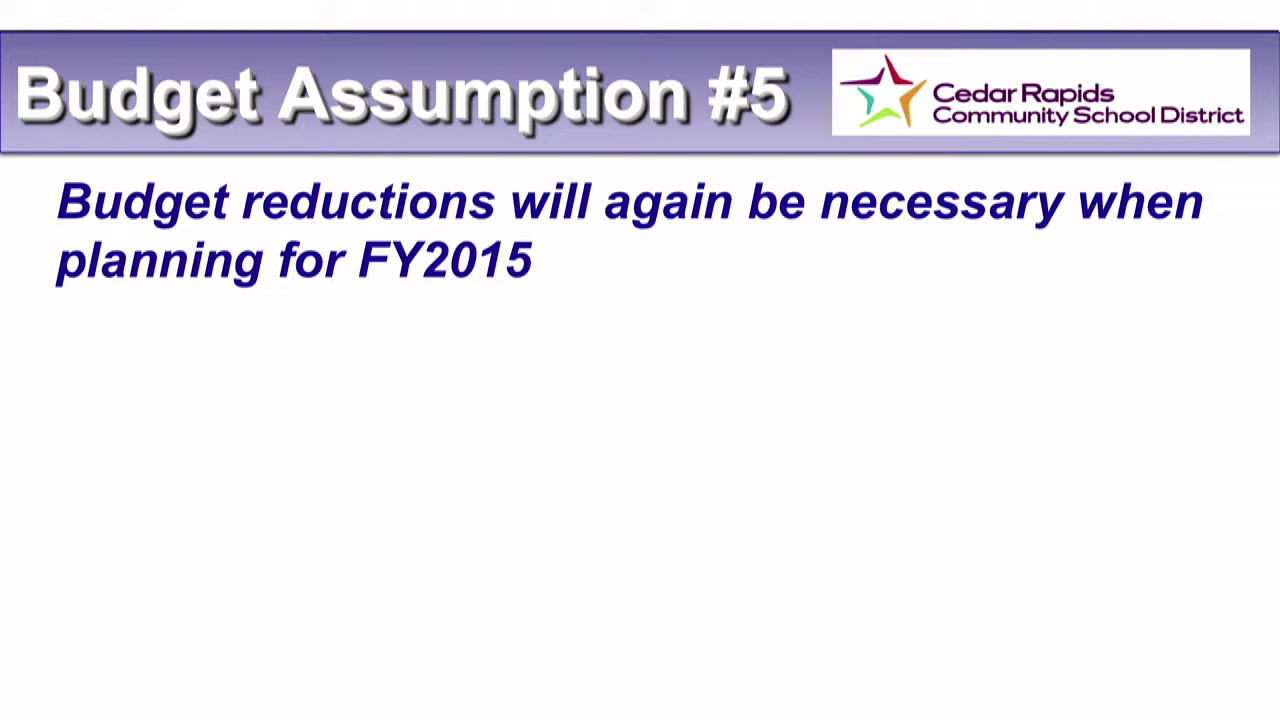 Budget Assumption #5
Cedar Rapids
Community School District
Budget reductions will again be necessary when
planning for FY2015